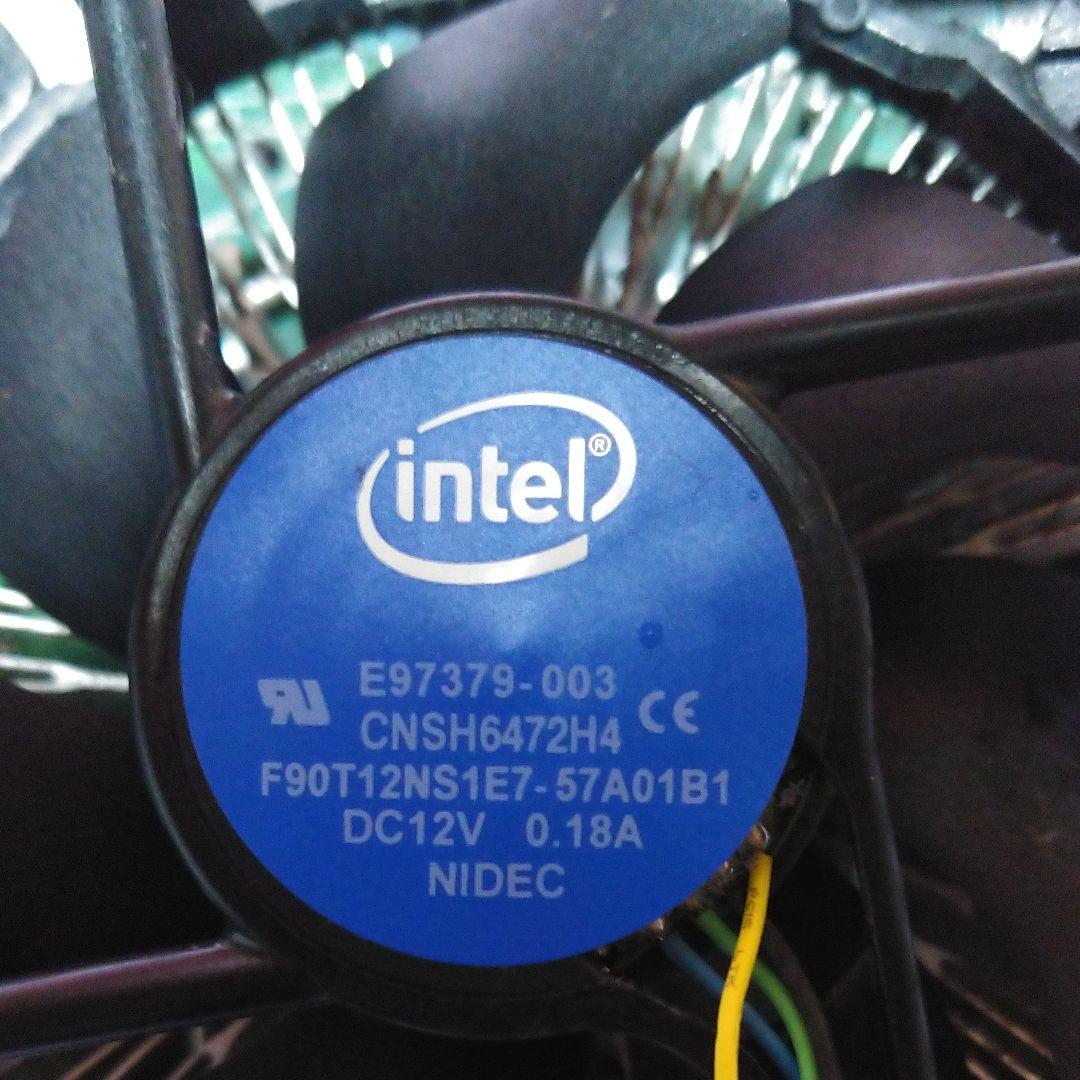 intel®
E97379-003
CNSH6472H4
F90T12NS1E7-57A01B1
DC12V 0.18A
NIDEC